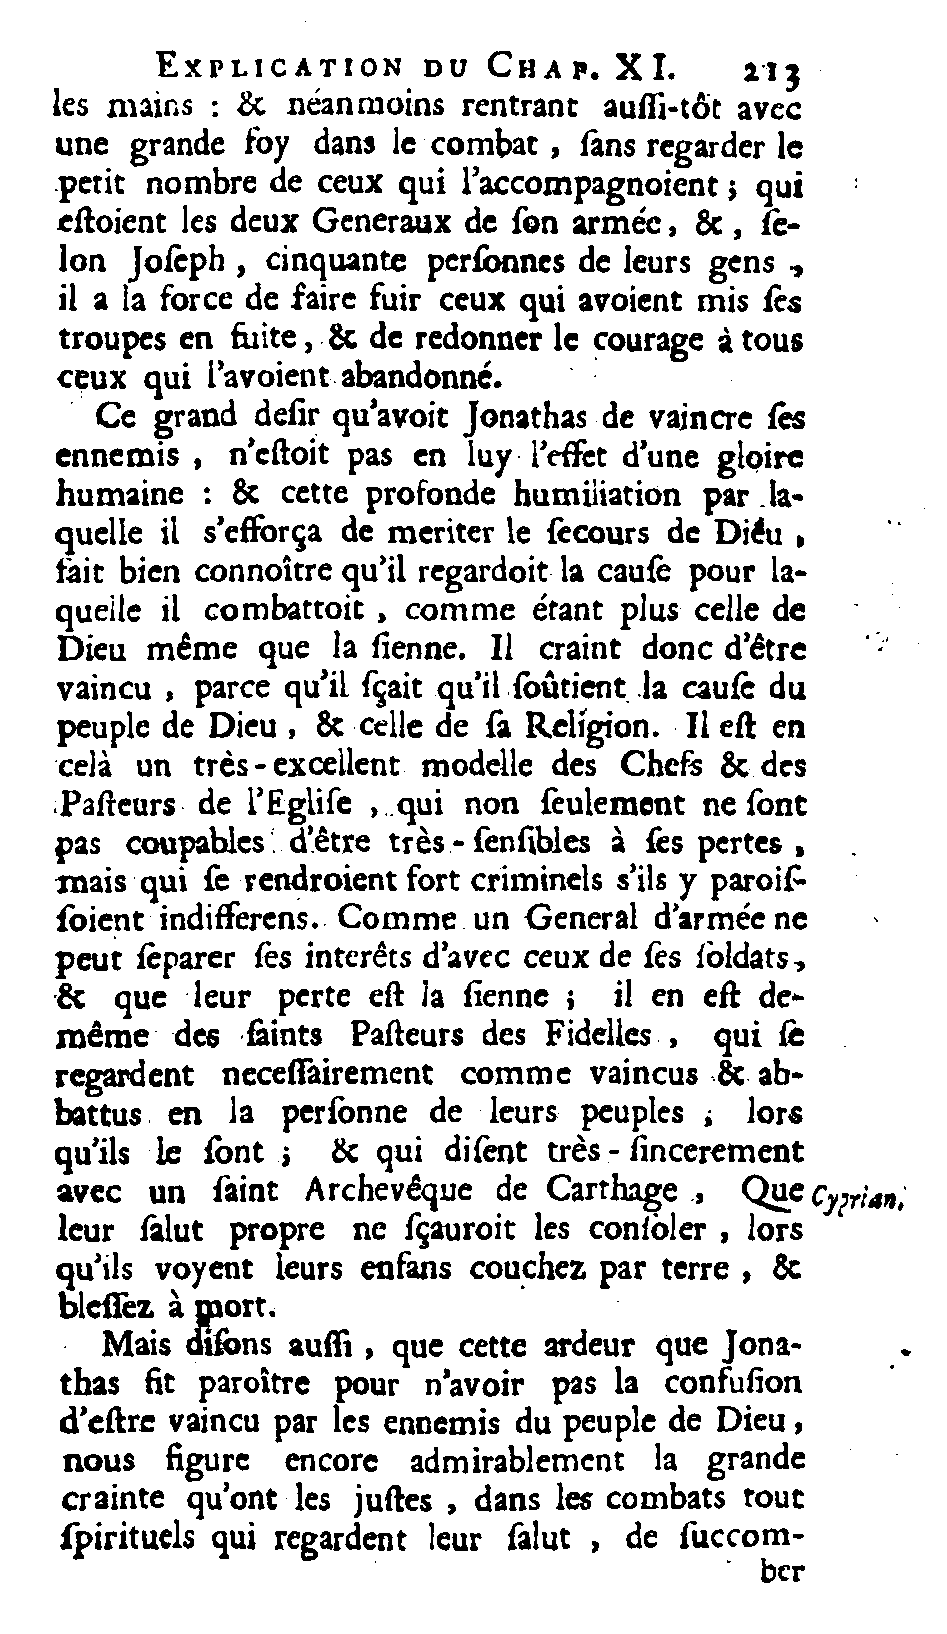 EXPLICATION DU CHAP. XI. 213
les mains : & néanmoins rentrant auſſi-tôt avec
une grande foy dans le combat , ſans regarder le
petit nombre de ceux qui l'accompagnoient ; qui
eſtoient les deux Generaux de ſon armée, & , ſe-
lon Joſeph , cinquante perſonnes de leurs gens ,
il a la force de faire fuir ceux qui avoient mis ſes
troupes en fuite, & de redonner le courage à tous
ceux qui l'avoient abandonné.
Ce grand deſir qu'avoit Jonathas de vaincre ſes
ennemis , n'eſtoit pas en luy l'effet d'une gloire
humaine : & cette profonde humiliation par la-
quelle il s'efforça de meriter le ſecours de Dieu ,
fait bien connoître qu'il regardoit la cauſe pour la-
quelle il combattoit , comme étant plus celle de
Dieu même que la ſienne. Il craint donc d'être
vaincu , parce qu'il ſçait qu'il ſoûtient la cauſe du
peuple de Dieu , & celle de ſa Religion. Il eſt en
celà un très-excellent modelle des Chefs & des
Paſteurs de l'Egliſe , qui non ſeulement ne ſont
pas coupables d'être très-ſenſibles à ſes pertes ,
mais qui ſe rendroient fort criminels s'ils y paroiſ-
ſoient indifferens. Comme un General d'armée ne
peut ſeparer ſes interêts d'avec ceux de ſes ſoldats ,
& que leur perte eſt la ſienne ; il en eſt de-
même des ſaints Paſteurs des Fidelles , qui ſe
regardent neceſſairement comme vaincus & ab-
battus en la perſonne de leurs peuples , lors
qu'ils le ſont ; & qui diſent très-ſincerement
avec un ſaint Archevêque de Carthage , Que Cyprian.
leur ſalut propre ne ſçauroit les conſoler , lors
qu'ils voyent leurs enfans couchez par terre , &
bleſſez à mort.
Mais diſons auſſi , que cette ardeur que Jona-
thas fit paroître pour n'avoir pas la confuſion
d'eſtre vaincu par les ennemis du peuple de Dieu ,
nous figure encore admirablement la grande
crainte qu'ont les juſtes , dans les combats tout
ſpirituels qui regardent leur ſalut , de ſuccom-
ber